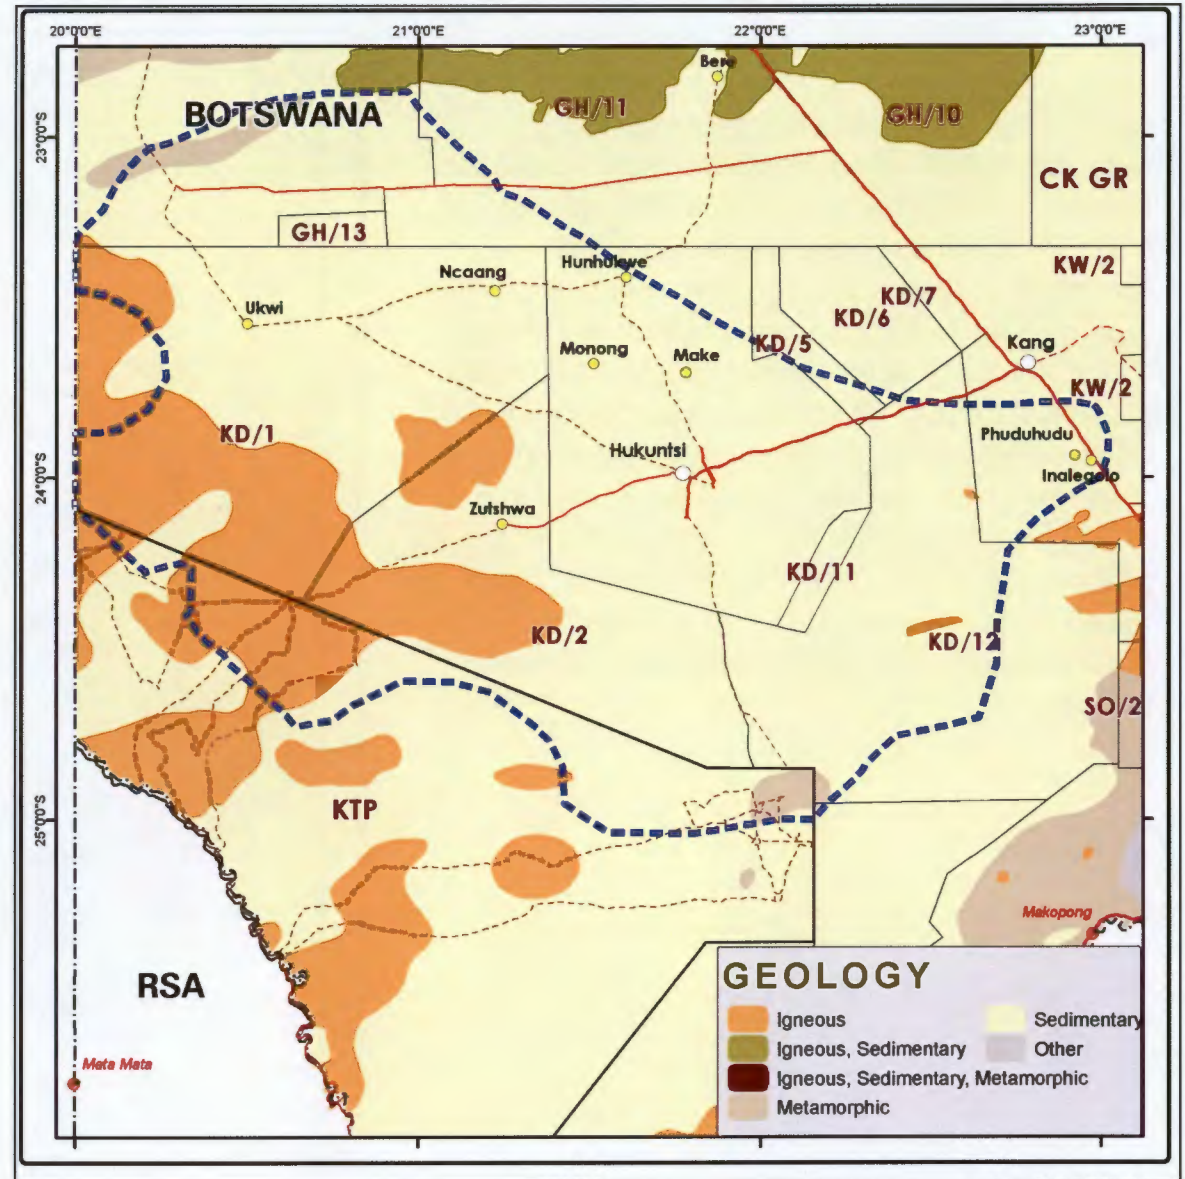 20°0'0"E
21°0'0"E
22°0'0"E
23°0'0"E
23°0'0"S
24°0'0"S
25°0'0"S
Bere
BOTSWANA
GH/11
GH/10
CK GR
GH/13
KW/2
Ncaang
Hunhukwe
Ukwi
KD/7
KD/6
KD/5
Monong
Make
Kang
KW/2
KD/1
Phuduhudu
Hukuntsi
Inalegolo
Zutshwa
KD/11
KD/2
KD/12
SO/2
KTP
Makopong
RSA
Mata Mata
GEOLOGY
Igneous
Igneous, Sedimentary
Igneous, Sedimentary, Metamorphic
Metamorphic
Sedimentary
Other